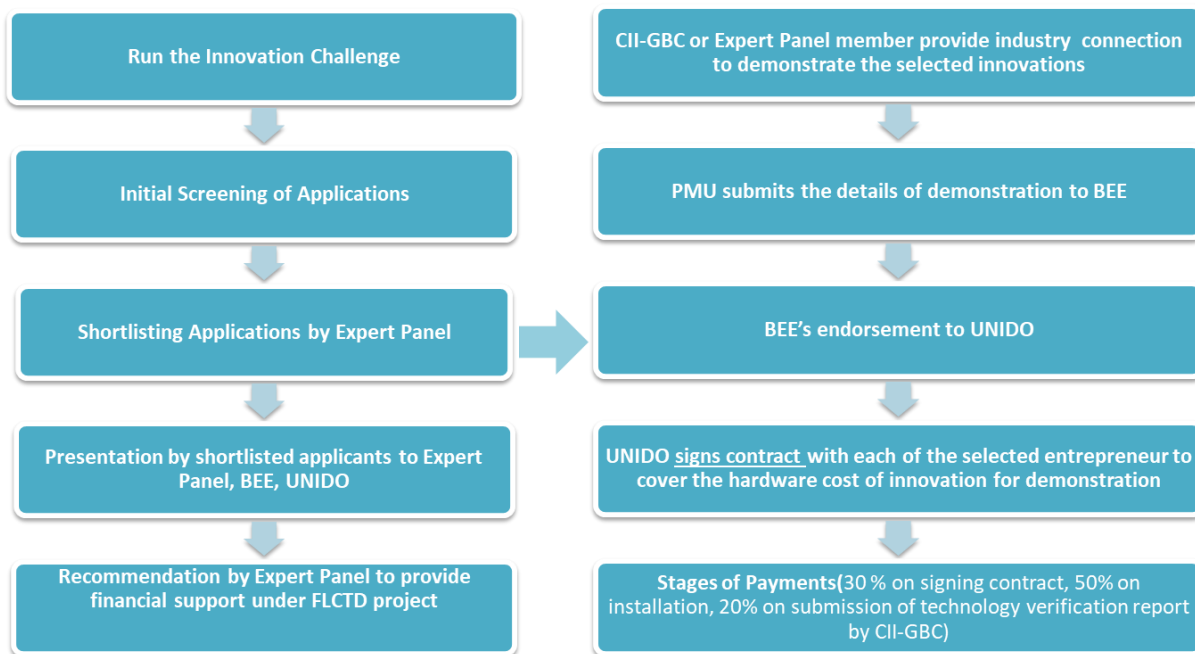 Run the Innovation Challenge
Initial Screening of Applications
Shortlisting Applications by Expert Panel
Presentation by shortlisted applicants to Expert
Panel, BEE, UNIDO
Recommendation by Expert Panel to provide
financial support under FLCTD project
CII-GBC or Expert Panel member provide industry connection
to demonstrate the selected innovations
PMU submits the details of demonstration to BEE
BEE’s endorsement to UNIDO
UNIDO signs contract with each of the selected entrepreneur to
cover the hardware cost of innovation for demonstration
Stages of Payments(30 % on signing contract, 50% on
installation, 20% on submission of technology verification report
by CII-GBC)